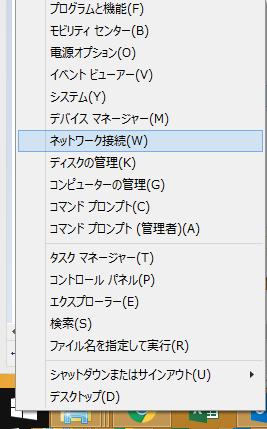 プログラムと機能(F)
モビリティ センター(B)
電源オプション(O)
イベント ビューアー(V)
システム(Y)
デバイス マネージャー(M)
ネットワーク接続(W)
ディスクの管理(K)
コンピューターの管理(G)
コマンド プロンプト(C)
コマンド プロンプト (管理者)(A)
タスク マネージャー(T)
コントロール パネル(P)
エクスプローラー(E)
検索(S)
ファイル名を指定して実行(R)
シャットダウンまたはサインアウト(U)
デスクトップ(D)